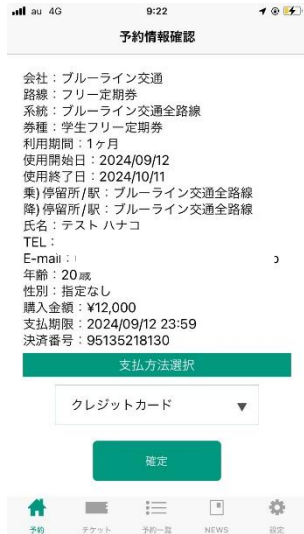 au 4G 9:22
予約情報確認
会社：ブルーライン交通
路線：フリー定期券
系統：ブルーライン交通全路線
券種：学生フリー定期券
利用期間：1ヶ月
使用開始日：2024/09/12
使用終了日：2024/10/11
乗)停留所/駅：ブルーライン交通全路線
降)停留所/駅：ブルーライン交通全路線
氏名：テスト ハナコ
TEL：
E-mail：
年齢：20歳
性別：指定なし
購入金額：¥12,000
支払期限：2024/09/12 23:59
決済番号：95135218130
支払方法選択
クレジットカード
確定
予約 チケット 予約一覧 NEWS 設定